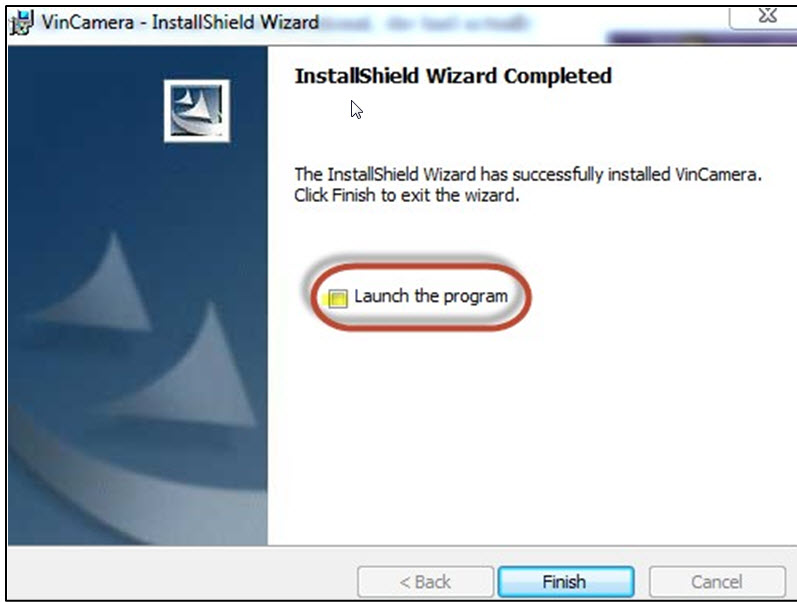 VinCamera - InstallShield Wizard
InstallShield Wizard Completed
The InstallShield Wizard has successfully installed VinCamera.
Click Finish to exit the wizard.
Launch the program
< Back
Finish
Cancel